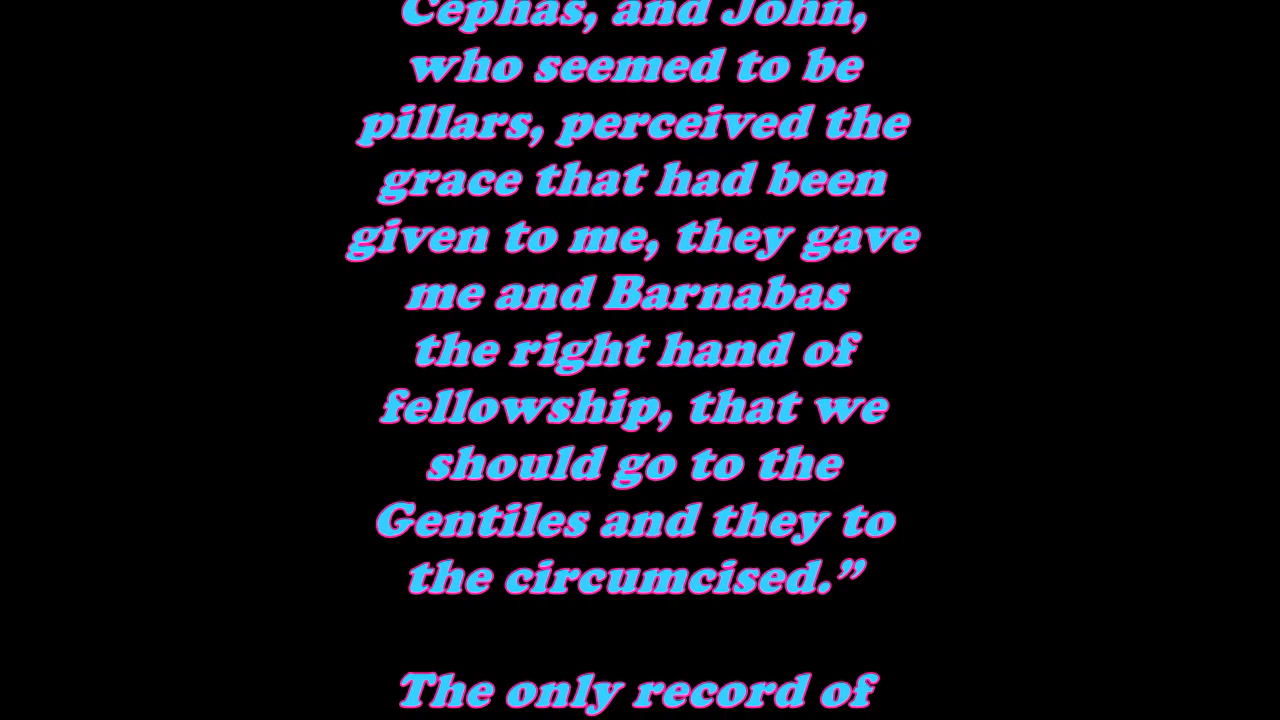 Cephas, and John,
who seemed to be
pillars, perceived the
grace that had been
given to me, they gave
me and Barnabas
the right hand of
fellowship, that we
should go to the
Gentiles and they to
the circumcised.”
The only record of